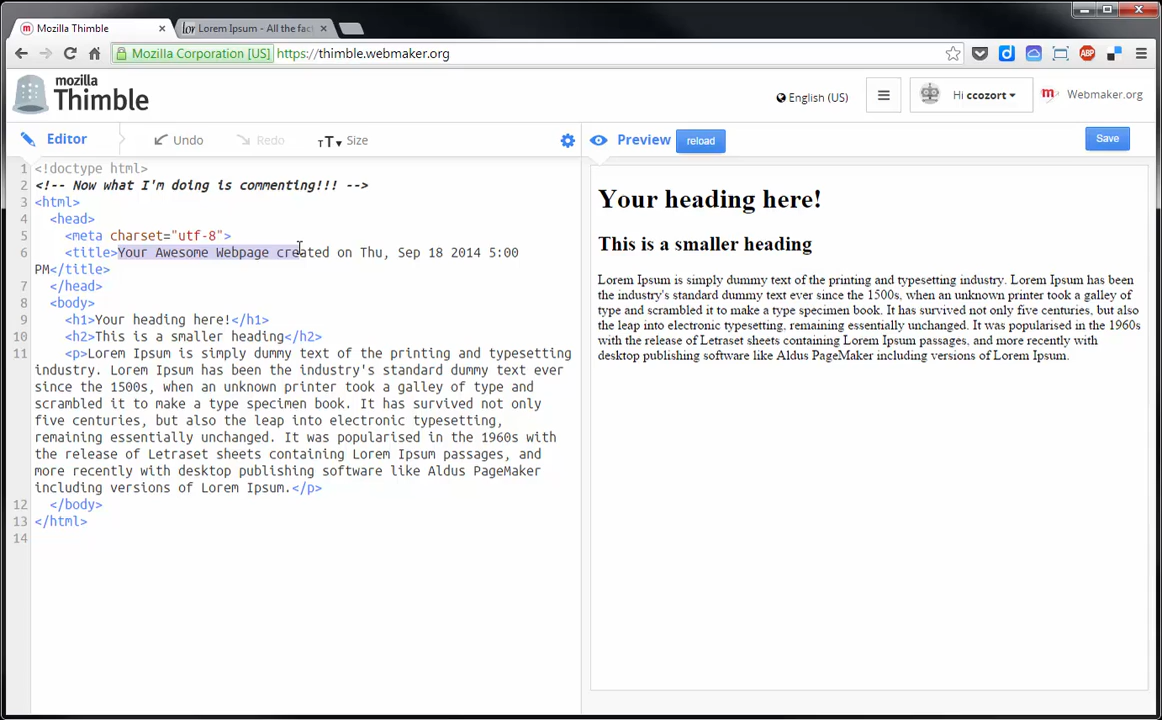 Mozilla Thimble
Lorem Ipsum - All the fac
Mozilla Corporation [US] https://thimble.webmaker.org
ABP
mozilla
Thimble
English (US)
Hi ccozort
Webmaker.org
Editor
Undo
Redo
Size
Preview
reload
Save
1 <!doctype html>
2 <!-- Now what I'm doing is commenting!!! -->
3 <html>
4 <head>
5 <meta charset="utf-8">
6 <title>Your Awesome Webpage created on Thu, Sep 18 2014 5:00
PM</title>
7 </head>
8 <body>
9 <h1>Your heading here!</h1>
10 <h2>This is a smaller heading</h2>
11 <p>Lorem Ipsum is simply dummy text of the printing and typesetting
industry. Lorem Ipsum has been the industry's standard dummy text ever
since the 1500s, when an unknown printer took a galley of type and
scrambled it to make a type specimen book. It has survived not only
five centuries, but also the leap into electronic typesetting,
remaining essentially unchanged. It was popularised in the 1960s with
the release of Letraset sheets containing Lorem Ipsum passages, and
more recently with desktop publishing software like Aldus PageMaker
including versions of Lorem Ipsum.</p>
12 </body>
13 </html>
14
Your heading here!
This is a smaller heading
Lorem Ipsum is simply dummy text of the printing and typesetting industry. Lorem Ipsum has been
the industry's standard dummy text ever since the 1500s, when an unknown printer took a galley of
type and scrambled it to make a type specimen book. It has survived not only five centuries, but also
the leap into electronic typesetting, remaining essentially unchanged. It was popularised in the 1960s
with the release of Letraset sheets containing Lorem Ipsum passages, and more recently with
desktop publishing software like Aldus PageMaker including versions of Lorem Ipsum.